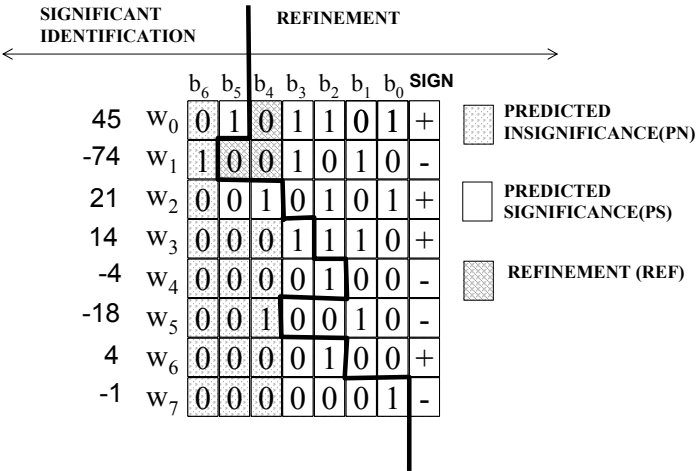 SIGNIFICANT IDENTIFICATION
REFINEMENT
b6 b5 b4 b3 b2 b1 b0 SIGN
45 w0 0 1 0 1 1 0 1 +
-74 w1 1 0 0 1 0 1 0 -
21 w2 0 0 1 0 1 0 1 +
14 w3 0 0 0 1 1 1 0 +
-4 w4 0 0 0 0 1 0 0 -
-18 w5 0 0 1 0 0 1 0 -
4 w6 0 0 0 0 1 0 0 +
-1 w7 0 0 0 0 0 0 1 -
PREDICTED
INSIGNIFICANCE(PN)
PREDICTED
SIGNIFICANCE(PS)
REFINEMENT (REF)